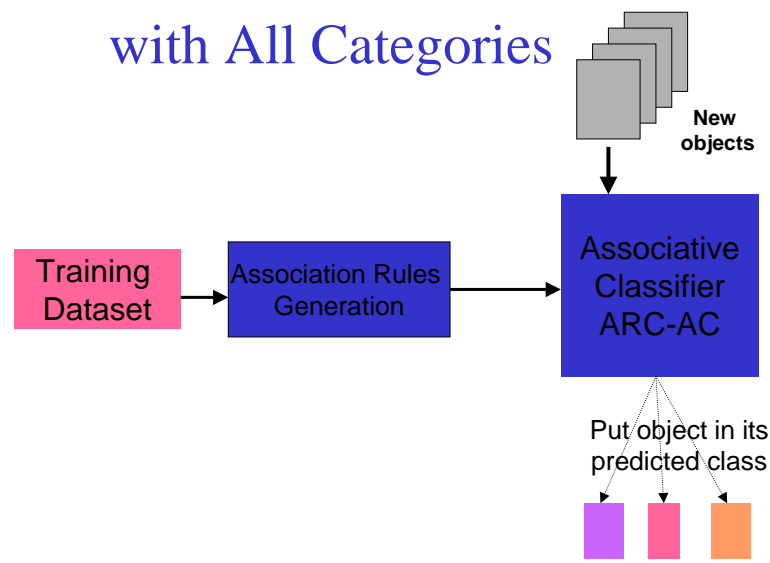 with All Categories
New
objects
Training
Dataset
Association Rules
Generation
Associative
Classifier
ARC-AC
Put object in its
predicted class